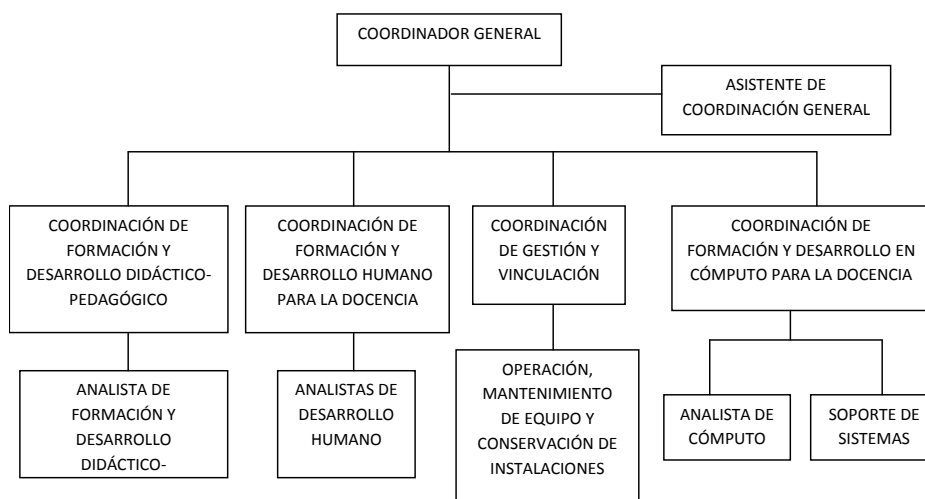 COORDINADOR GENERAL
ASISTENTE DE
COORDINACIÓN GENERAL
COORDINACIÓN DE
FORMACIÓN Y
DESARROLLO DIDÁCTICO-
PEDAGÓGICO
COORDINACIÓN DE
FORMACIÓN Y
DESARROLLO HUMANO
PARA LA DOCENCIA
COORDINACIÓN
DE GESTIÓN Y
VINCULACIÓN
COORDINACIÓN DE
FORMACIÓN Y DESARROLLO EN
CÓMPUTO PARA LA DOCENCIA
ANALISTA DE
FORMACIÓN Y
DESARROLLO
DIDÁCTICO-
ANALISTAS DE
DESARROLLO
HUMANO
OPERACIÓN,
MANTENIMIENTO
DE EQUIPO Y
CONSERVACIÓN DE
INSTALACIONES
ANALISTA DE
CÓMPUTO
SOPORTE DE
SISTEMAS